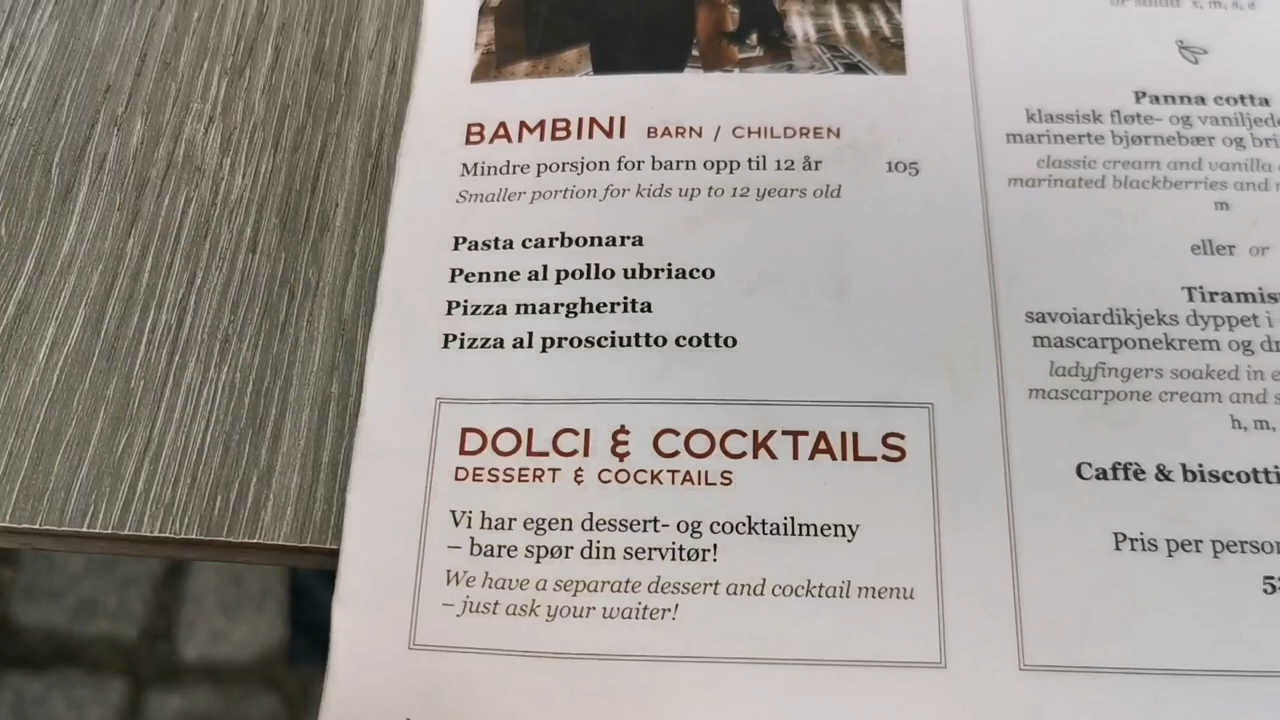 BAMBINI BARN / CHILDREN
Mindre porsjon for barn opp til 12 år 105
Smaller portion for kids up to 12 years old
Pasta carbonara
Penne al pollo ubriaco
Pizza margherita
Pizza al prosciutto cotto
DOLCI & COCKTAILS
DESSERT & COCKTAILS
Vi har egen dessert- og cocktailmeny
– bare spør din servitør!
We have a separate dessert and cocktail menu
– just ask your waiter!
Panna cotta
klassisk fløte- og
marinerte bjørnebær og
classic cream and vanilla
marinated blackberries and
m
eller or
savoiardikjeks dyppet i
mascarponekrem og
ladyfingers soaked in
mascarpone cream and
h, m,
Caffè & biscotti
Pris per